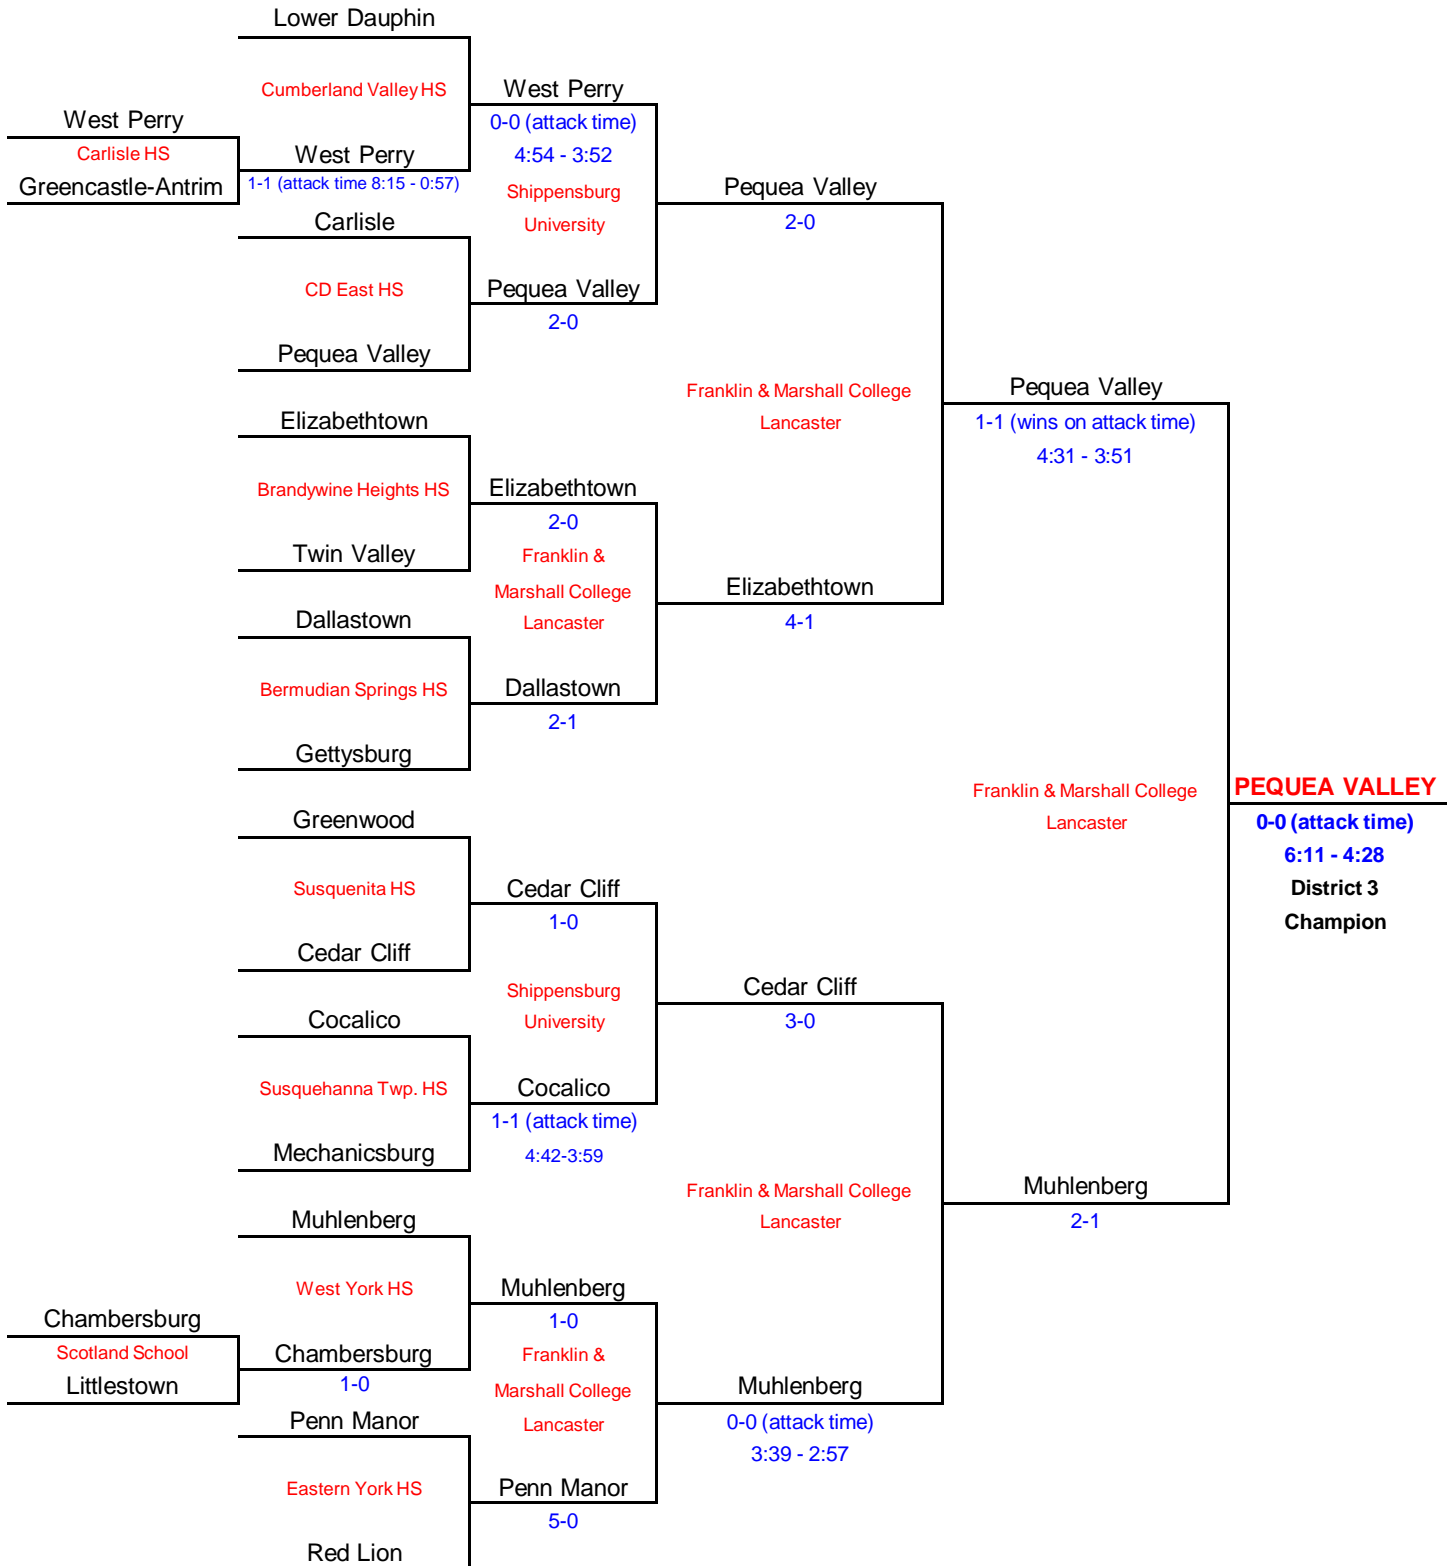 Lower Dauphin
Cumberland Valley HS
West Perry
0-0 (attack time)
4:54 - 3:52
West Perry
Carlisle HS
Greencastle-Antrim
West Perry
1-1 (attack time 8:15 - 0:57)
Shippensburg
University
Pequea Valley
2-0
Carlisle
CD East HS
Pequea Valley
2-0
Pequea Valley
Franklin & Marshall College
Lancaster
Pequea Valley
1-1 (wins on attack time)
4:31 - 3:51
Elizabethtown
Brandywine Heights HS
Elizabethtown
2-0
Twin Valley
Franklin &
Marshall College
Lancaster
Elizabethtown
4-1
Dallastown
Bermudian Springs HS
Dallastown
2-1
Gettysburg
Franklin & Marshall College
Lancaster
PEQUEA VALLEY
0-0 (attack time)
6:11 - 4:28
District 3
Champion
Greenwood
Susquenita HS
Cedar Cliff
1-0
Cedar Cliff
Shippensburg
University
Cedar Cliff
3-0
Cocalico
Susquehanna Twp. HS
Cocalico
1-1 (attack time)
4:42-3:59
Mechanicsburg
Franklin & Marshall College
Lancaster
Muhlenberg
2-1
Muhlenberg
West York HS
Muhlenberg
1-0
Chambersburg
Scotland School
Littlestown
Chambersburg
1-0
Franklin &
Marshall College
Lancaster
Muhlenberg
0-0 (attack time)
3:39 - 2:57
Penn Manor
Eastern York HS
Penn Manor
5-0
Red Lion